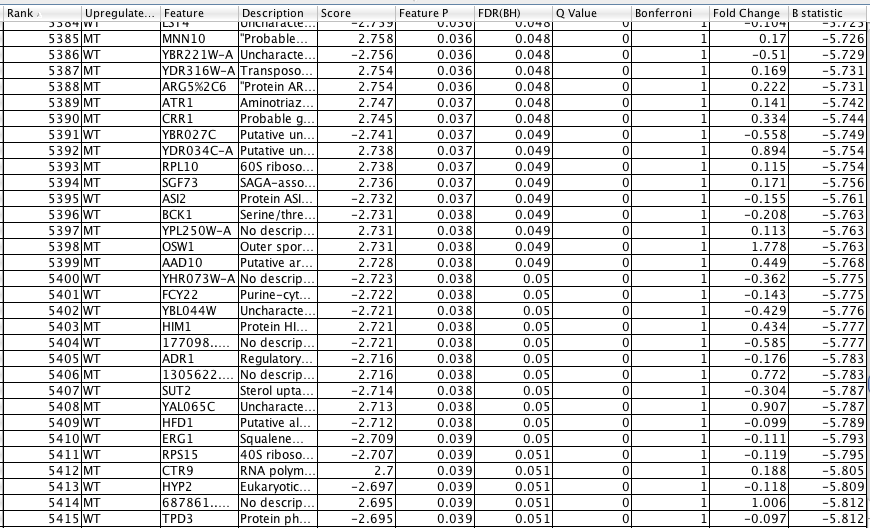 Rank Upregulate... Feature Description Score Feature P FDR(BH) Q Value Bonferroni Fold Change B statistic
5384 WT EST4 Uncharacte... -2.759 0.036 0.048 0 1 -0.104 -5.725
5385 MT MNN10 "Probable... 2.758 0.036 0.048 0 1 0.17 -5.726
5386 WT YBR221W-A Uncharacte... -2.756 0.036 0.048 0 1 -0.51 -5.729
5387 MT YDR316W-A Transposo... 2.754 0.036 0.048 0 1 0.169 -5.731
5388 MT ARG5%2C6 "Protein AR... 2.754 0.036 0.048 0 1 0.222 -5.731
5389 MT ATR1 Aminotriaz... 2.747 0.037 0.048 0 1 0.141 -5.742
5390 MT CRR1 Probable g... 2.745 0.037 0.048 0 1 0.334 -5.744
5391 WT YBR027C Putative un... -2.741 0.037 0.049 0 1 -0.558 -5.749
5392 MT YDR034C-A Putative un... 2.738 0.037 0.049 0 1 0.894 -5.754
5393 MT RPL10 60S riboso... 2.738 0.037 0.049 0 1 0.115 -5.754
5394 MT SGF73 SAGA-asso... 2.736 0.037 0.049 0 1 0.171 -5.756
5395 WT ASI2 Protein ASI... -2.732 0.037 0.049 0 1 -0.155 -5.761
5396 WT BCK1 Serine/thre... -2.731 0.038 0.049 0 1 -0.208 -5.763
5397 MT YPL250W-A No descrip... 2.731 0.038 0.049 0 1 0.113 -5.763
5398 MT OSW1 Outer spor... 2.731 0.038 0.049 0 1 1.778 -5.763
5399 MT AAD10 Putative ar... 2.728 0.038 0.049 0 1 0.449 -5.768
5400 WT YHR073W-A No descrip... -2.723 0.038 0.05 0 1 -0.362 -5.775
5401 WT FCY22 Purine-cyt... -2.722 0.038 0.05 0 1 -0.143 -5.775
5402 WT YBL044W Uncharacte... -2.721 0.038 0.05 0 1 -0.429 -5.776
5403 MT HIM1 Protein HI... 2.721 0.038 0.05 0 1 0.434 -5.777
5404 WT 177098..... No descrip... -2.721 0.038 0.05 0 1 -0.585 -5.777
5405 WT ADR1 Regulatory... -2.716 0.038 0.05 0 1 -0.176 -5.783
5406 MT 1305622.... No descrip... 2.716 0.038 0.05 0 1 0.772 -5.783
5407 WT SUT2 Sterol upta... -2.714 0.038 0.05 0 1 -0.304 -5.787
5408 MT YAL065C Uncharacte... 2.713 0.038 0.05 0 1 0.907 -5.787
5409 WT HFD1 Putative al... -2.712 0.038 0.05 0 1 -0.099 -5.789
5410 WT ERG1 Squalene... -2.709 0.039 0.05 0 1 -0.111 -5.793
5411 WT RPS15 40S riboso... -2.707 0.039 0.051 0 1 -0.119 -5.795
5412 MT CTR9 RNA polym... 2.7 0.039 0.051 0 1 0.188 -5.805
5413 WT HYP2 Eukaryotic... -2.697 0.039 0.051 0 1 -0.118 -5.809
5414 MT 687861..... No descrip... 2.695 0.039 0.051 0 1 1.006 -5.812
5415 WT TPD3 Protein ph... -2.695 0.039 0.051 0 1 -0.097 -5.812